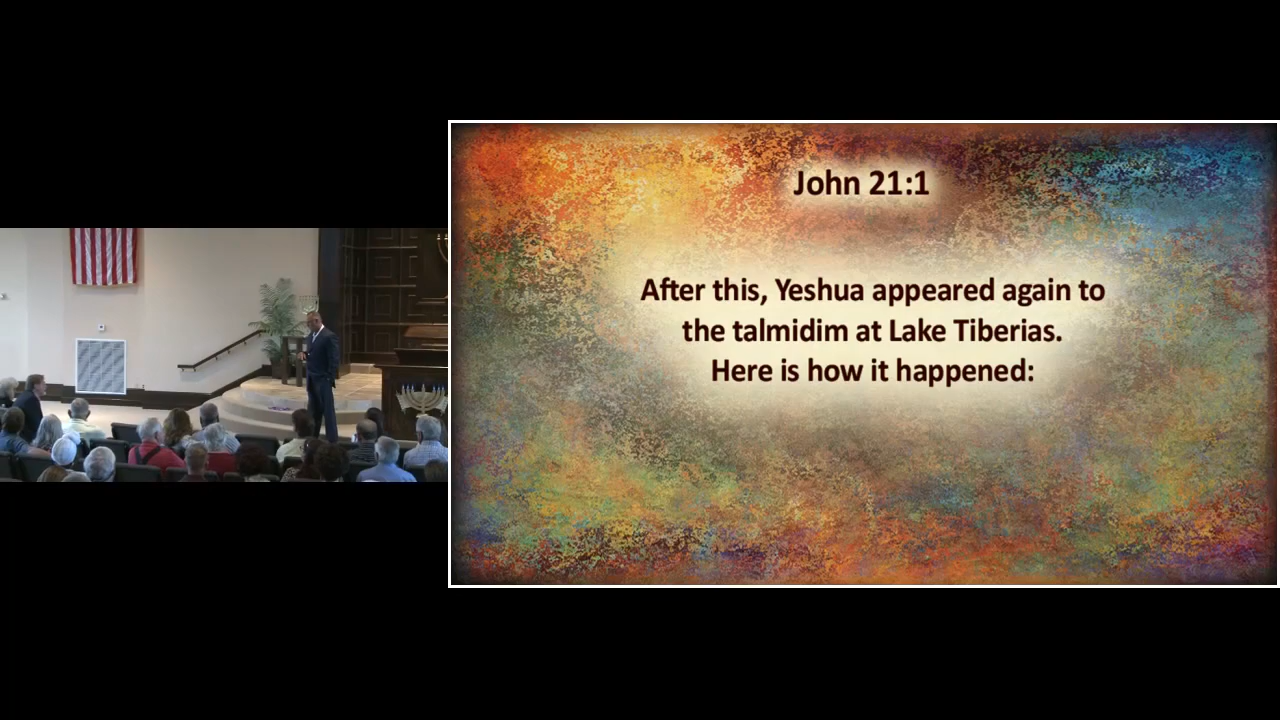 John 21:1
After this, Yeshua appeared again to
the talmidim at Lake Tiberias.
Here is how it happened: